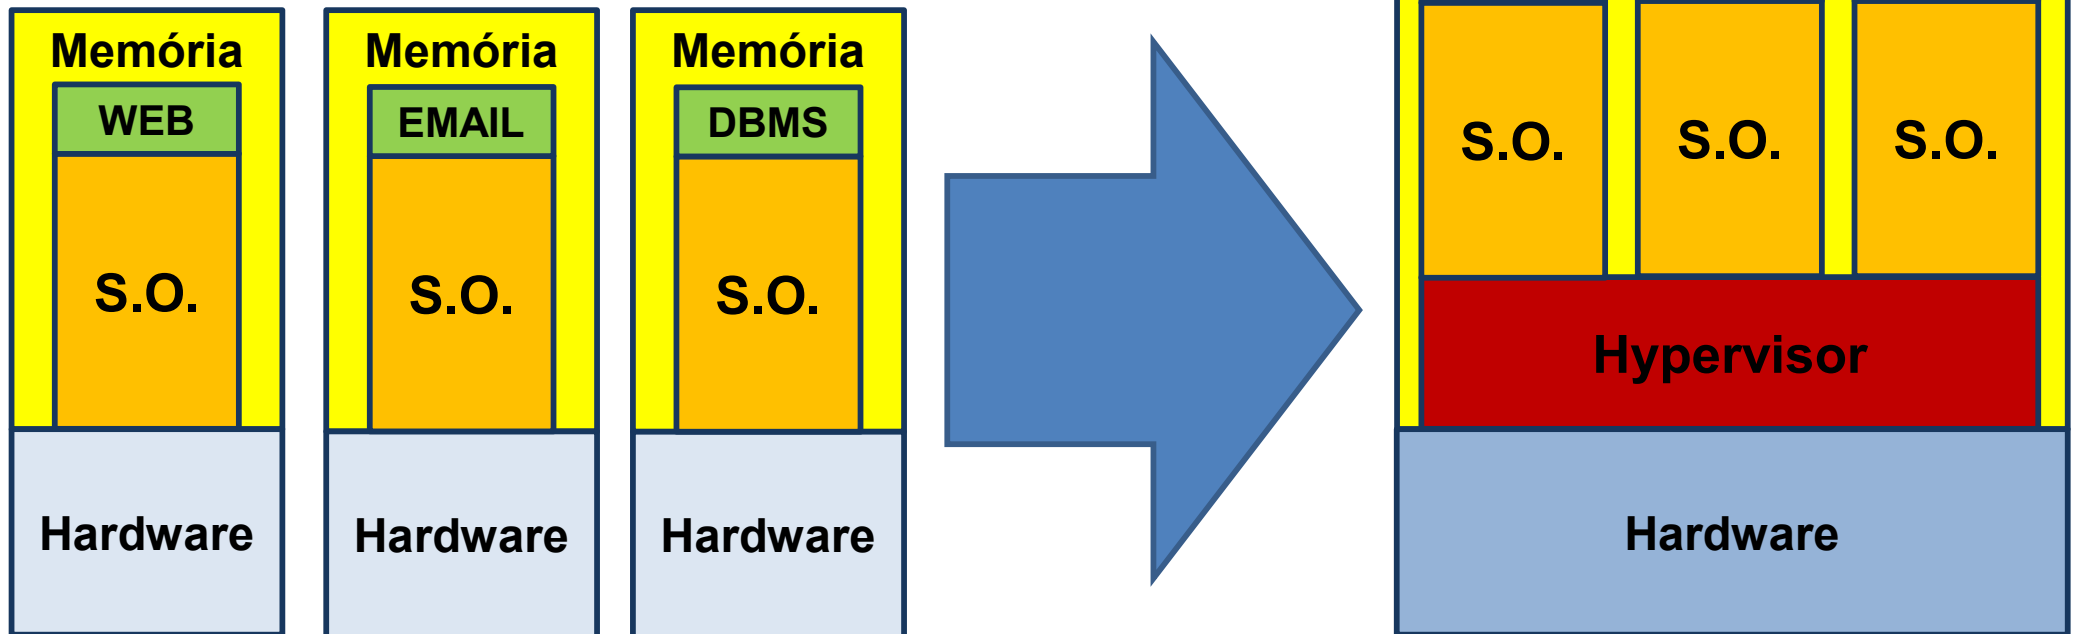 Memória
WEB
S.O.
Hardware
Memória
EMAIL
S.O.
Hardware
Memória
DBMS
S.O.
Hardware
S.O.
S.O.
S.O.
Hypervisor
Hardware